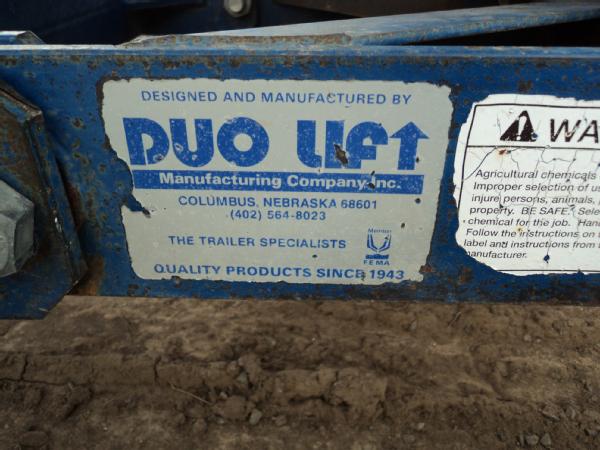 DESIGNED AND MANUFACTURED BY
DUO LIFT
Manufacturing Company, Inc.
COLUMBUS, NEBRASKA 68601
(402) 564-8023
THE TRAILER SPECIALISTS
Member
FEMA
QUALITY PRODUCTS SINCE 1943
WA
Agricultural chemicals
Improper selection of us
injure persons, animals,
property. BE SAFE: Sele
chemical for the job. Han
Follow the instructions on
label and instructions from
manufacturer.